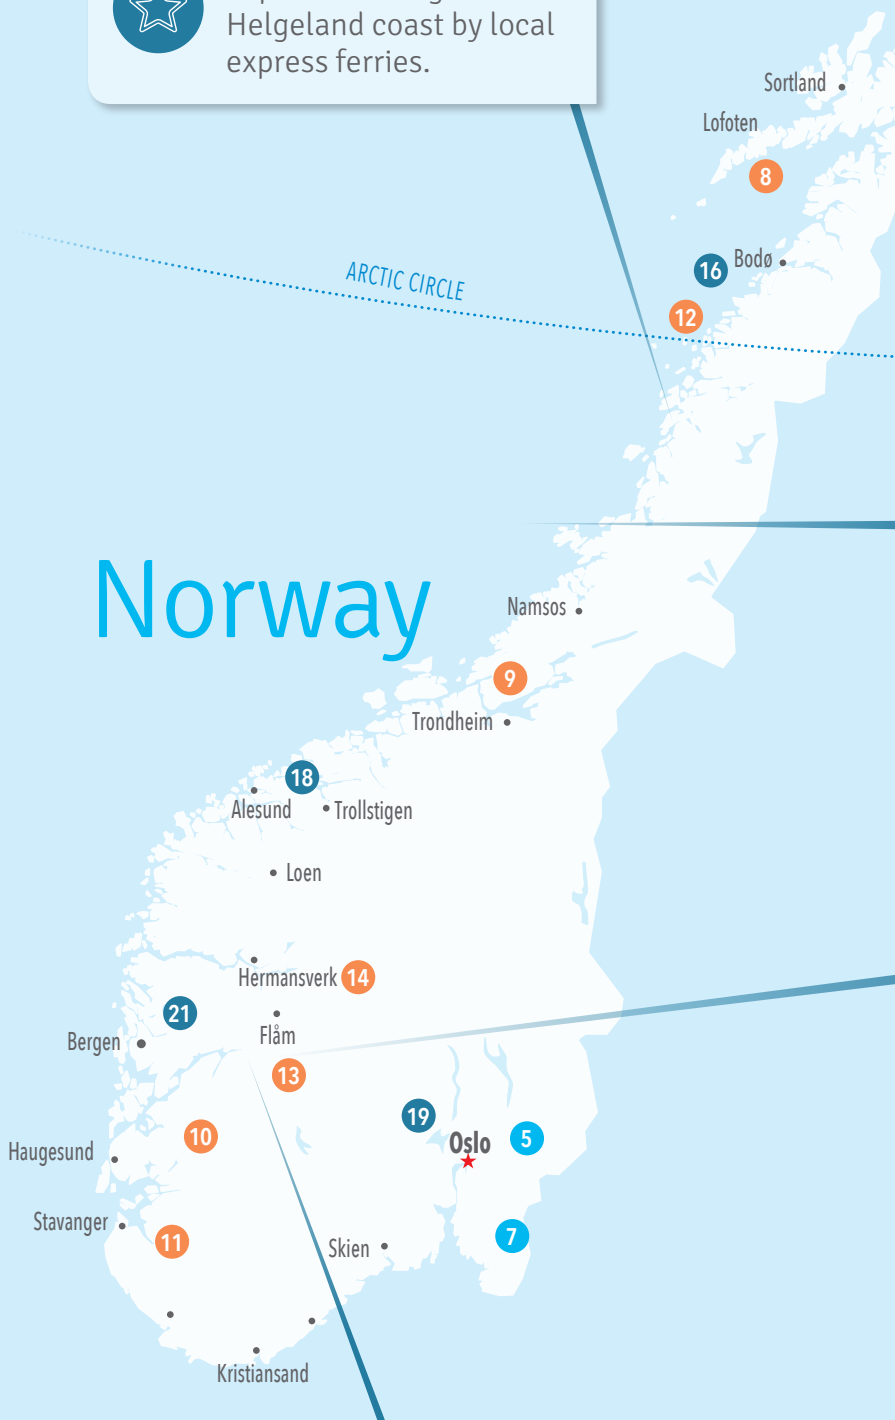 Helgeland coast by local
express ferries.
Sortland
Lofoten
8
ARCTIC CIRCLE
16
Bodø
12
Norway
Namsos
9
Trondheim
18
Alesund
Trollstigen
Loen
Hermansverk
14
21
Flåm
Bergen
13
19
10
Oslo
5
Haugesund
Stavanger
11
7
Skien
Kristiansand